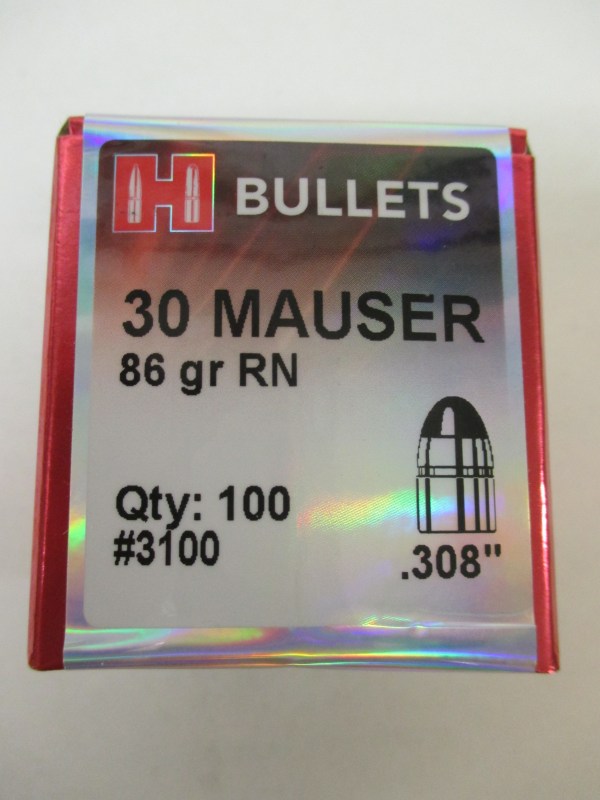 H BULLETS
30 MAUSER
86 gr RN
Qty: 100
#3100
.308"